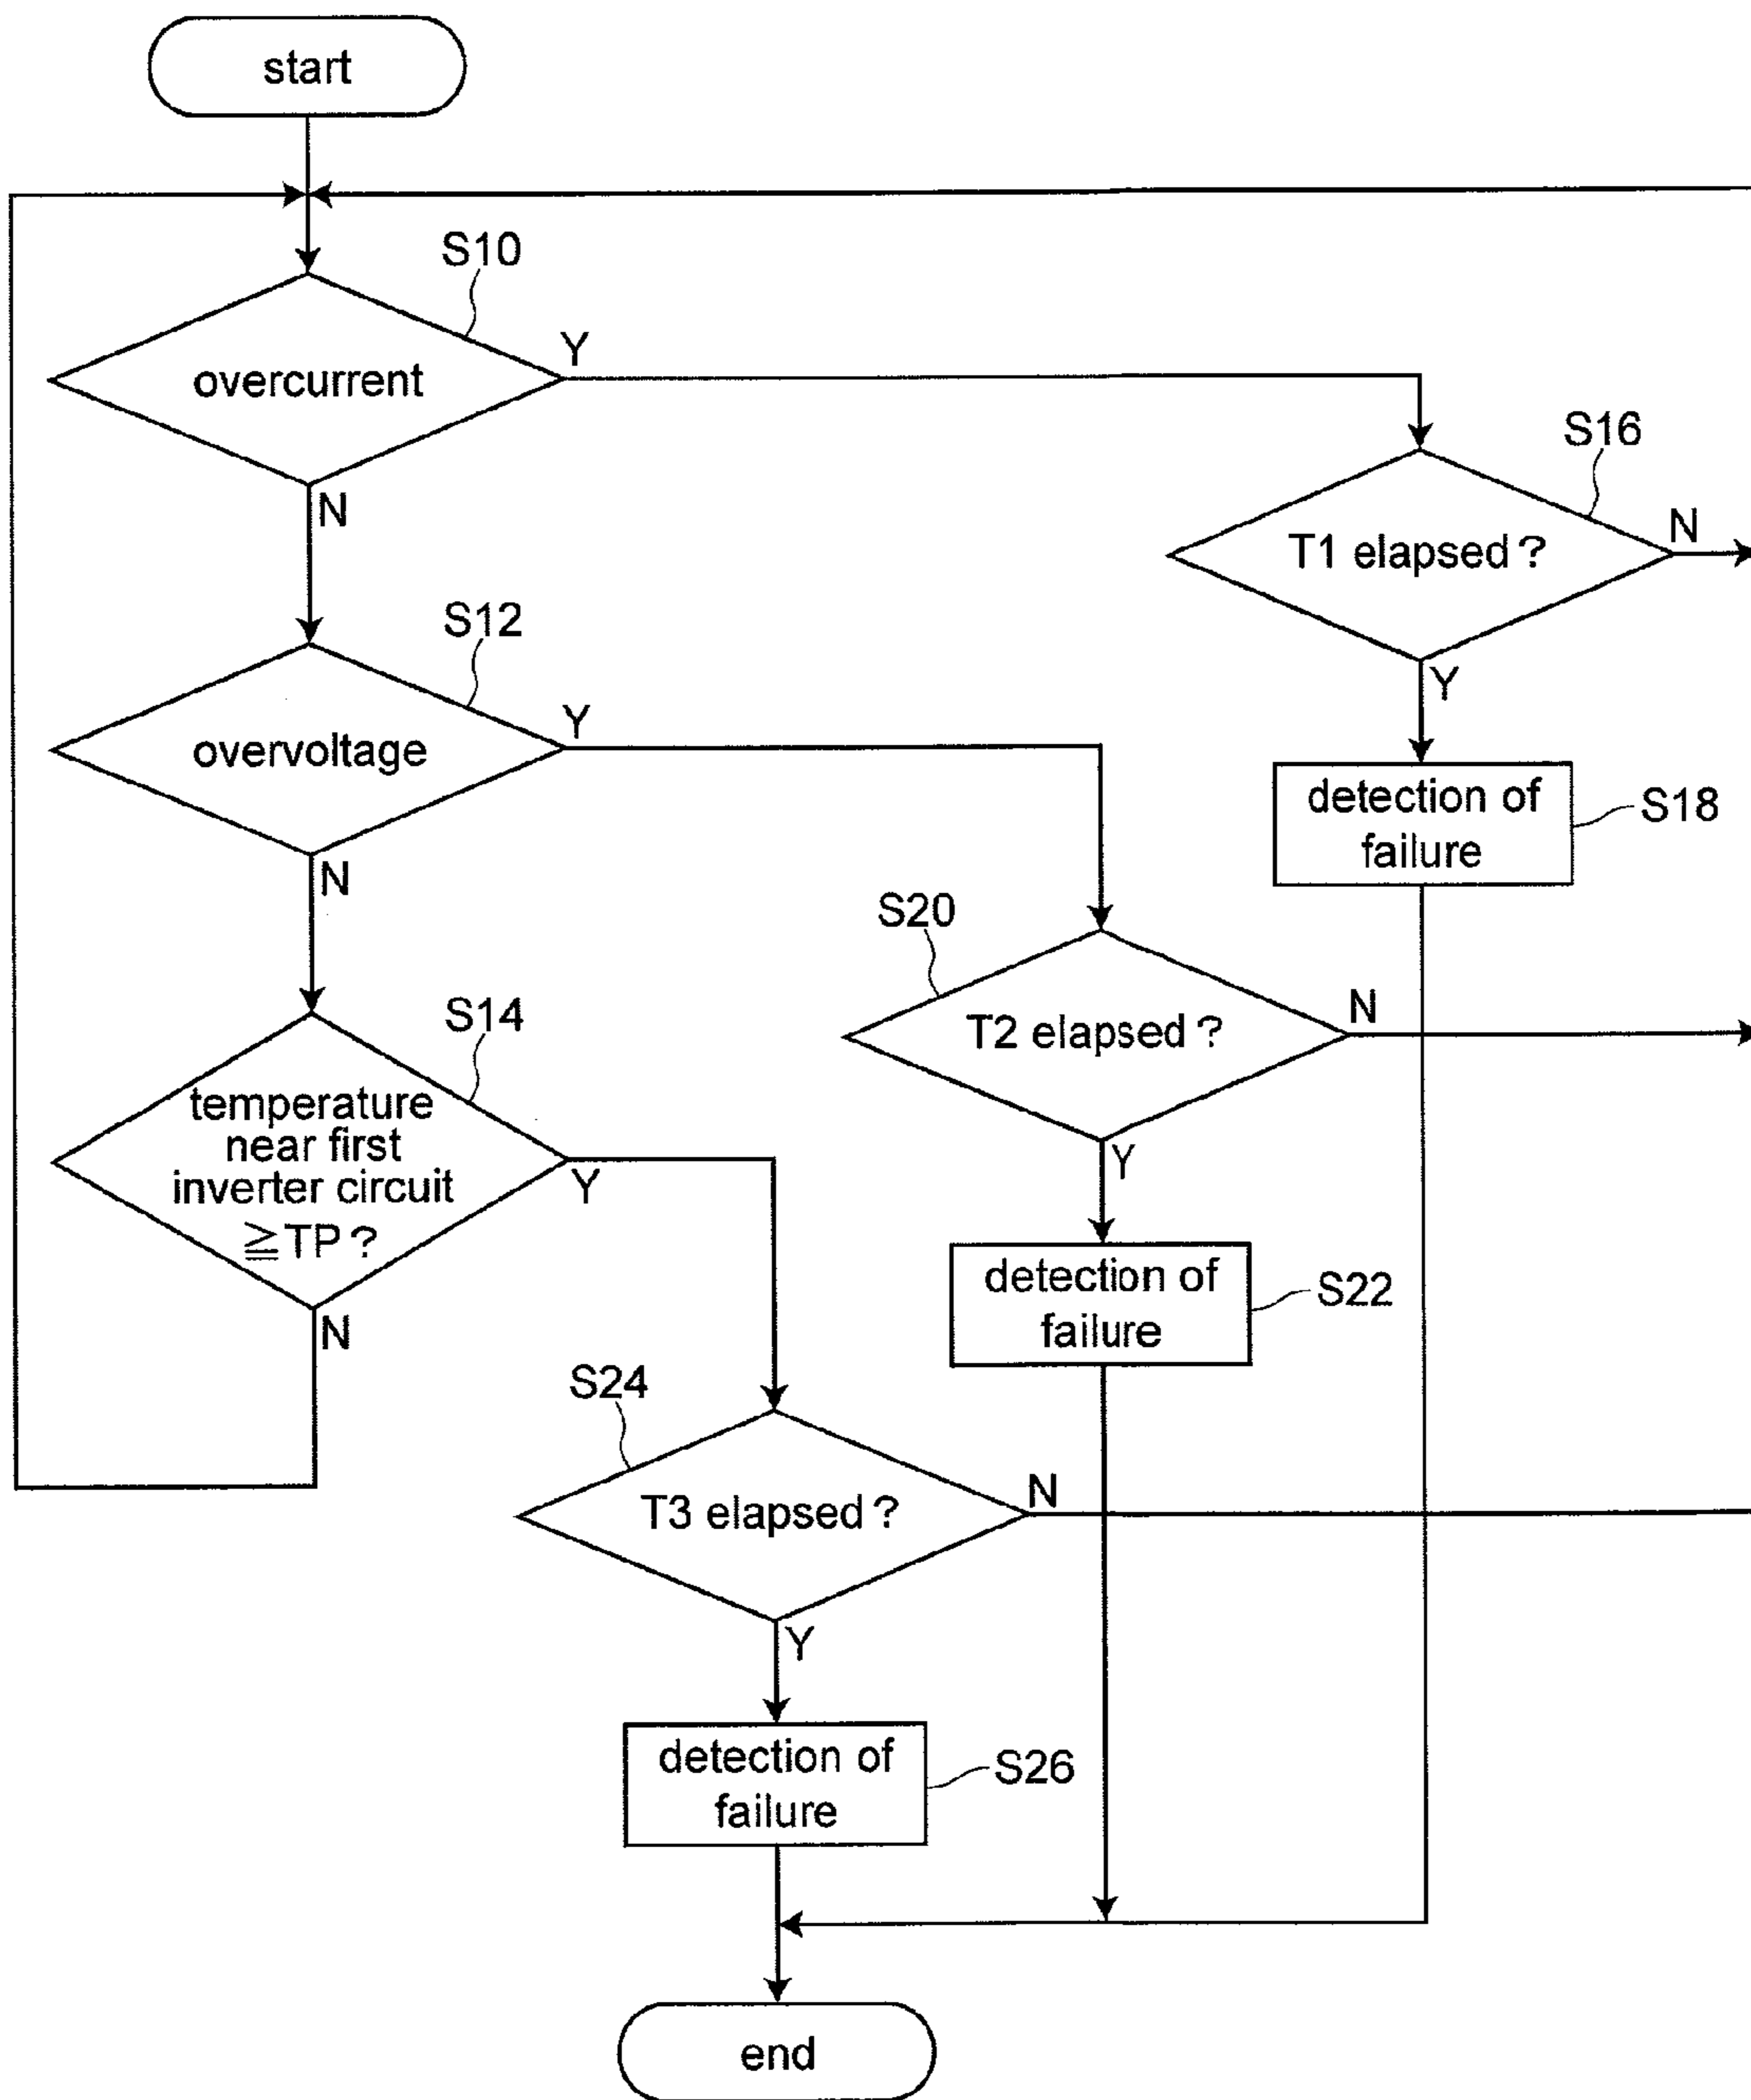 start
S10
overcurrent
Y
N
S16
T1 elapsed ?
N
Y
S12
overvoltage
Y
N
detection of
failure
S18
S20
T2 elapsed ?
N
Y
S14
temperature
near first
inverter circuit
≧TP ?
Y
N
detection of
failure
S22
S24
T3 elapsed ?
N
Y
detection of
failure
S26
end